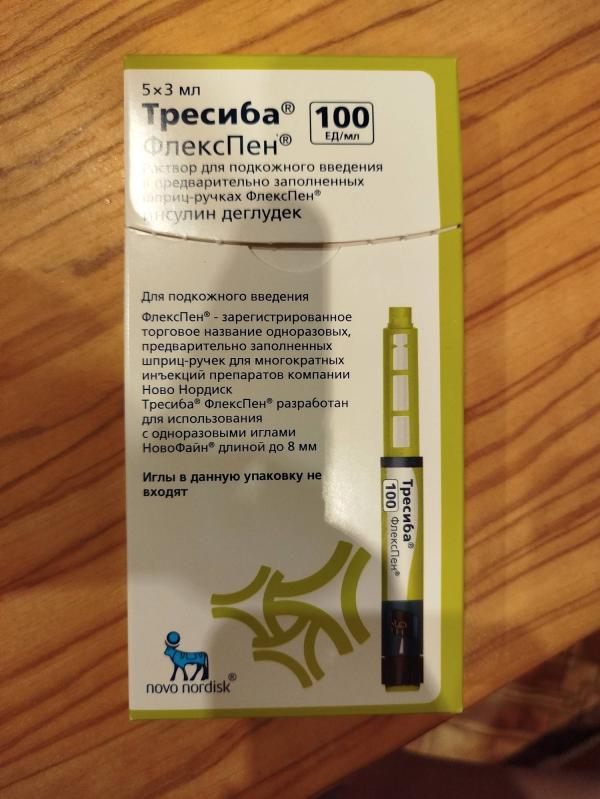 5×3 мл
Тресиба®
100
ЕД/мл
ФлексПен®
Раствор для подкожного введения
в предварительно заполненных
шприц-ручках ФлексПен®
инсулин деглудек
Для подкожного введения
ФлексПен® - зарегистрированное
торговое название одноразовых,
предварительно заполненных
шприц-ручек для многократных
инъекций препаратов компании
Ново Нордиск
Тресиба® ФлексПен® разработан
для использования
с одноразовыми иглами
НовоФайн® длиной до 8 мм
Иглы в данную упаковку не
входят
Тресиба®
100 ФлексПен®
novo nordisk®